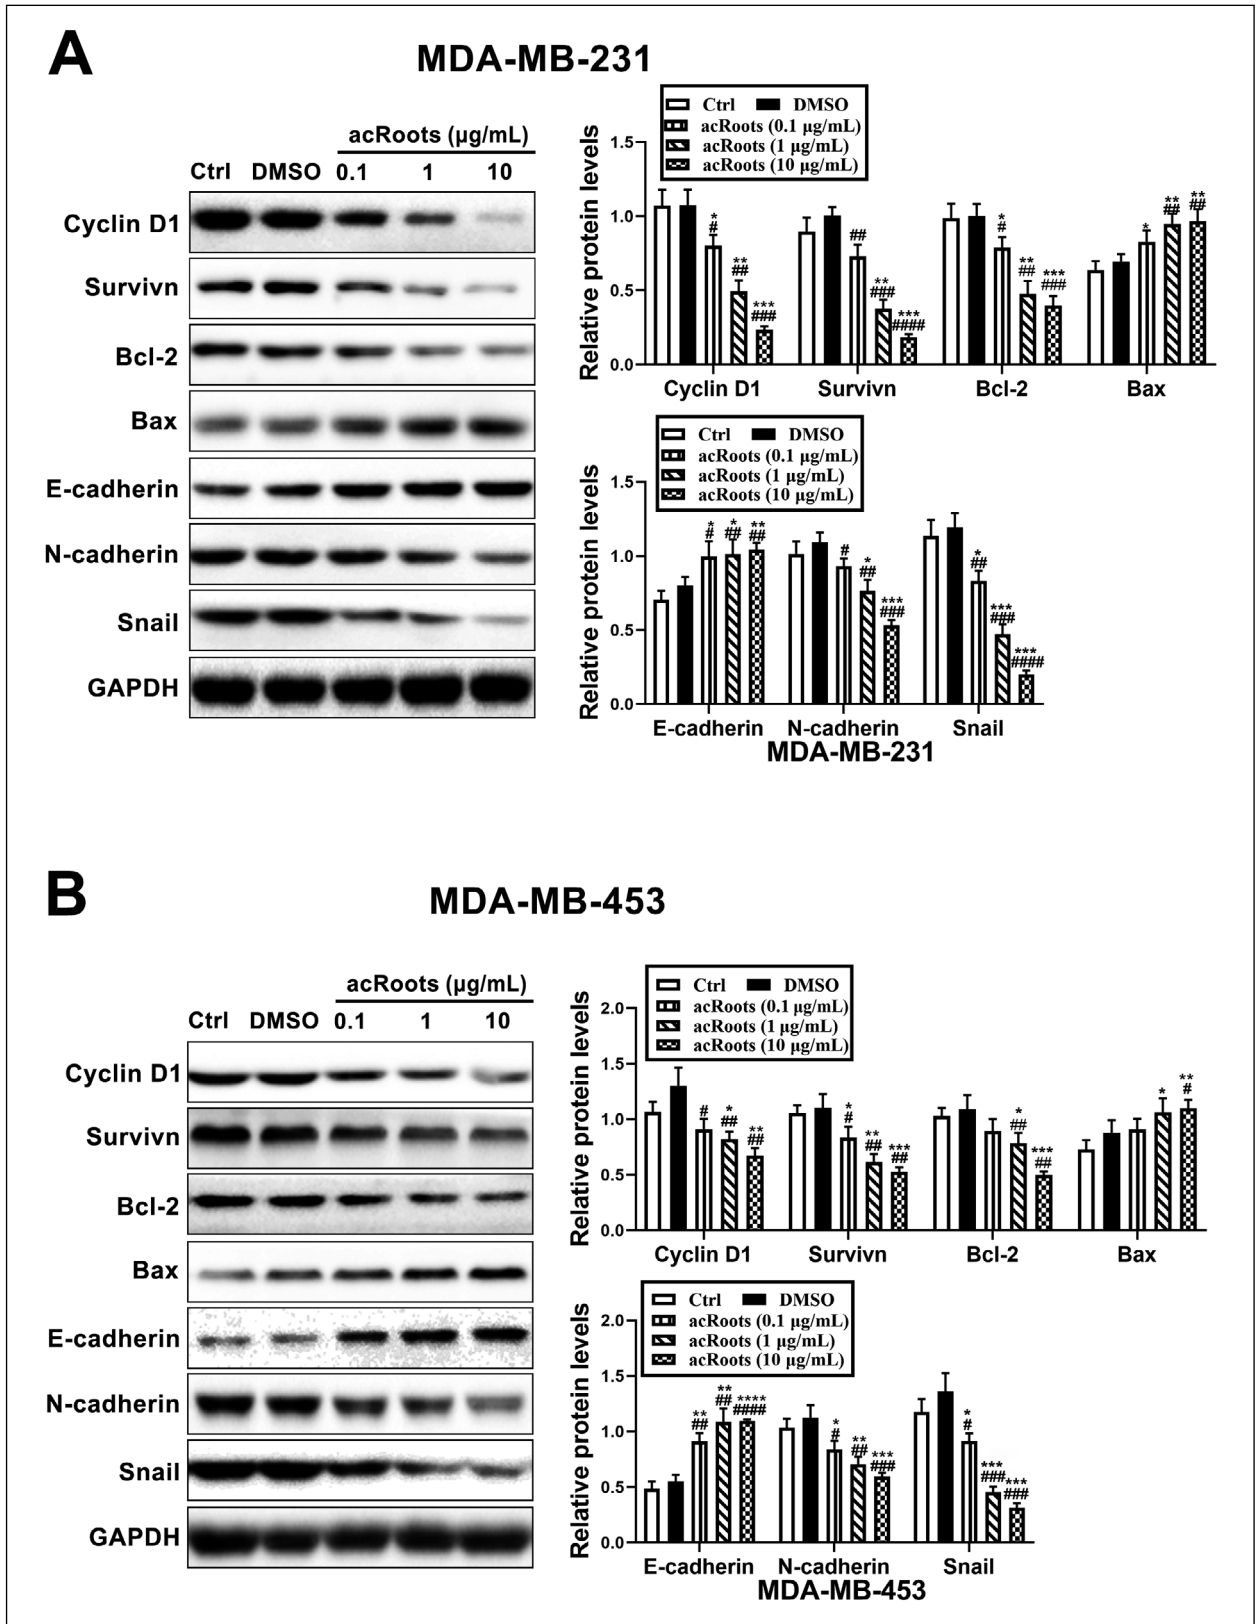 A
MDA-MB-231
acRoots (µg/mL)
Ctrl DMSO 0.1 1 10
Cyclin D1
Survivn
Bcl-2
Bax
E-cadherin
N-cadherin
Snail
GAPDH
Ctrl DMSO
acRoots (0.1 µg/mL)
acRoots (1 µg/mL)
acRoots (10 µg/mL)
Relative protein levels
1.5
1.0
0.5
0.0
* # ** ## *** ###
## ** ### *** ####
* # ** ## *** ###
* ** ## ** ##
Cyclin D1 Survivn Bcl-2 Bax
Ctrl DMSO
acRoots (0.1 µg/mL)
acRoots (1 µg/mL)
acRoots (10 µg/mL)
Relative protein levels
1.5
1.0
0.5
0.0
* # * ## ** ##
# * ## *** ###
* ## *** ### *** ####
E-cadherin N-cadherin Snail
MDA-MB-231
B
MDA-MB-453
acRoots (µg/mL)
Ctrl DMSO 0.1 1 10
Cyclin D1
Survivn
Bcl-2
Bax
E-cadherin
N-cadherin
Snail
GAPDH
Ctrl DMSO
acRoots (0.1 µg/mL)
acRoots (1 µg/mL)
acRoots (10 µg/mL)
Relative protein levels
2.0
1.5
1.0
0.5
0.0
# * ## ** ##
* # ** ## *** ##
* ## *** ##
* ** #
Cyclin D1 Survivn Bcl-2 Bax
Ctrl DMSO
acRoots (0.1 µg/mL)
acRoots (1 µg/mL)
acRoots (10 µg/mL)
Relative protein levels
2.0
1.5
1.0
0.5
0.0
** ## ** ## **** ####
* # ** ## *** ###
* # *** ### *** ###
E-cadherin N-cadherin Snail
MDA-MB-453